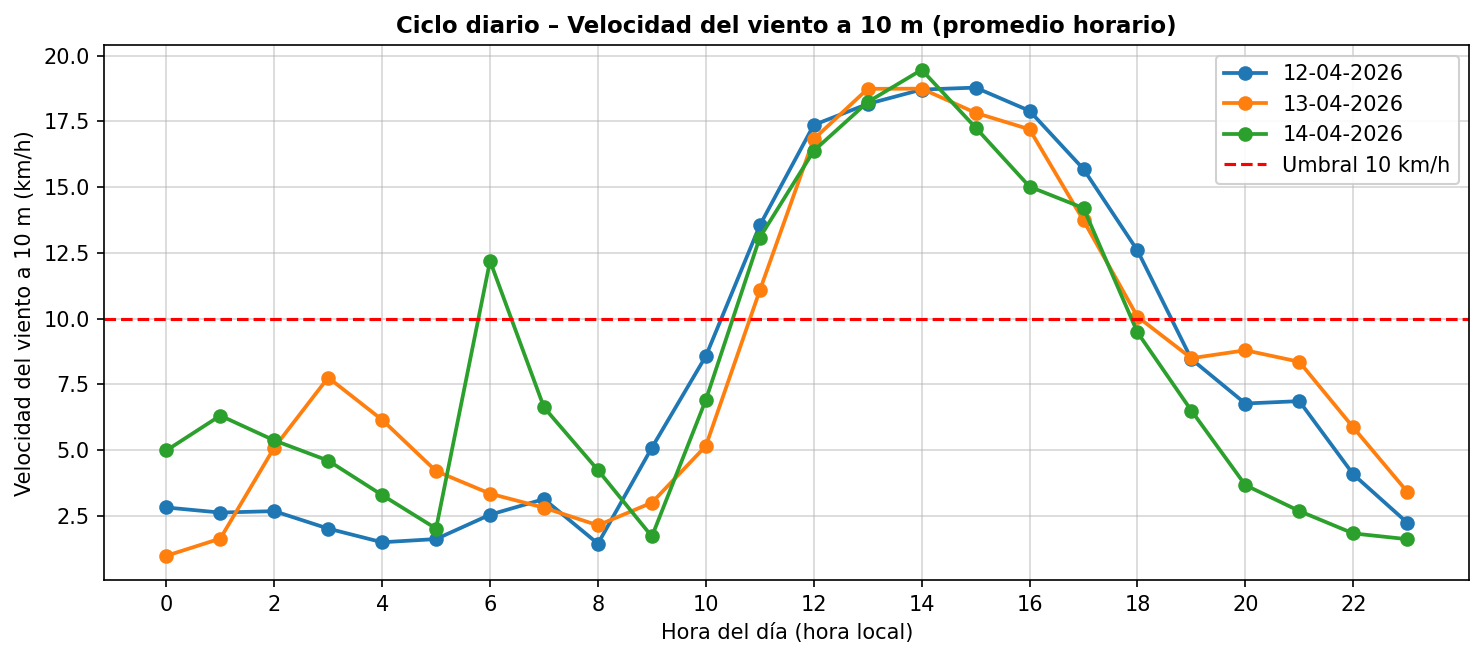 Ciclo diario – Velocidad del viento a 10 m (promedio horario)
Velocidad del viento a 10 m (km/h)
20.0
17.5
15.0
12.5
10.0
7.5
5.0
2.5
12-04-2026
13-04-2026
14-04-2026
Umbral 10 km/h
0 2 4 6 8 10 12 14 16 18 20 22
Hora del día (hora local)